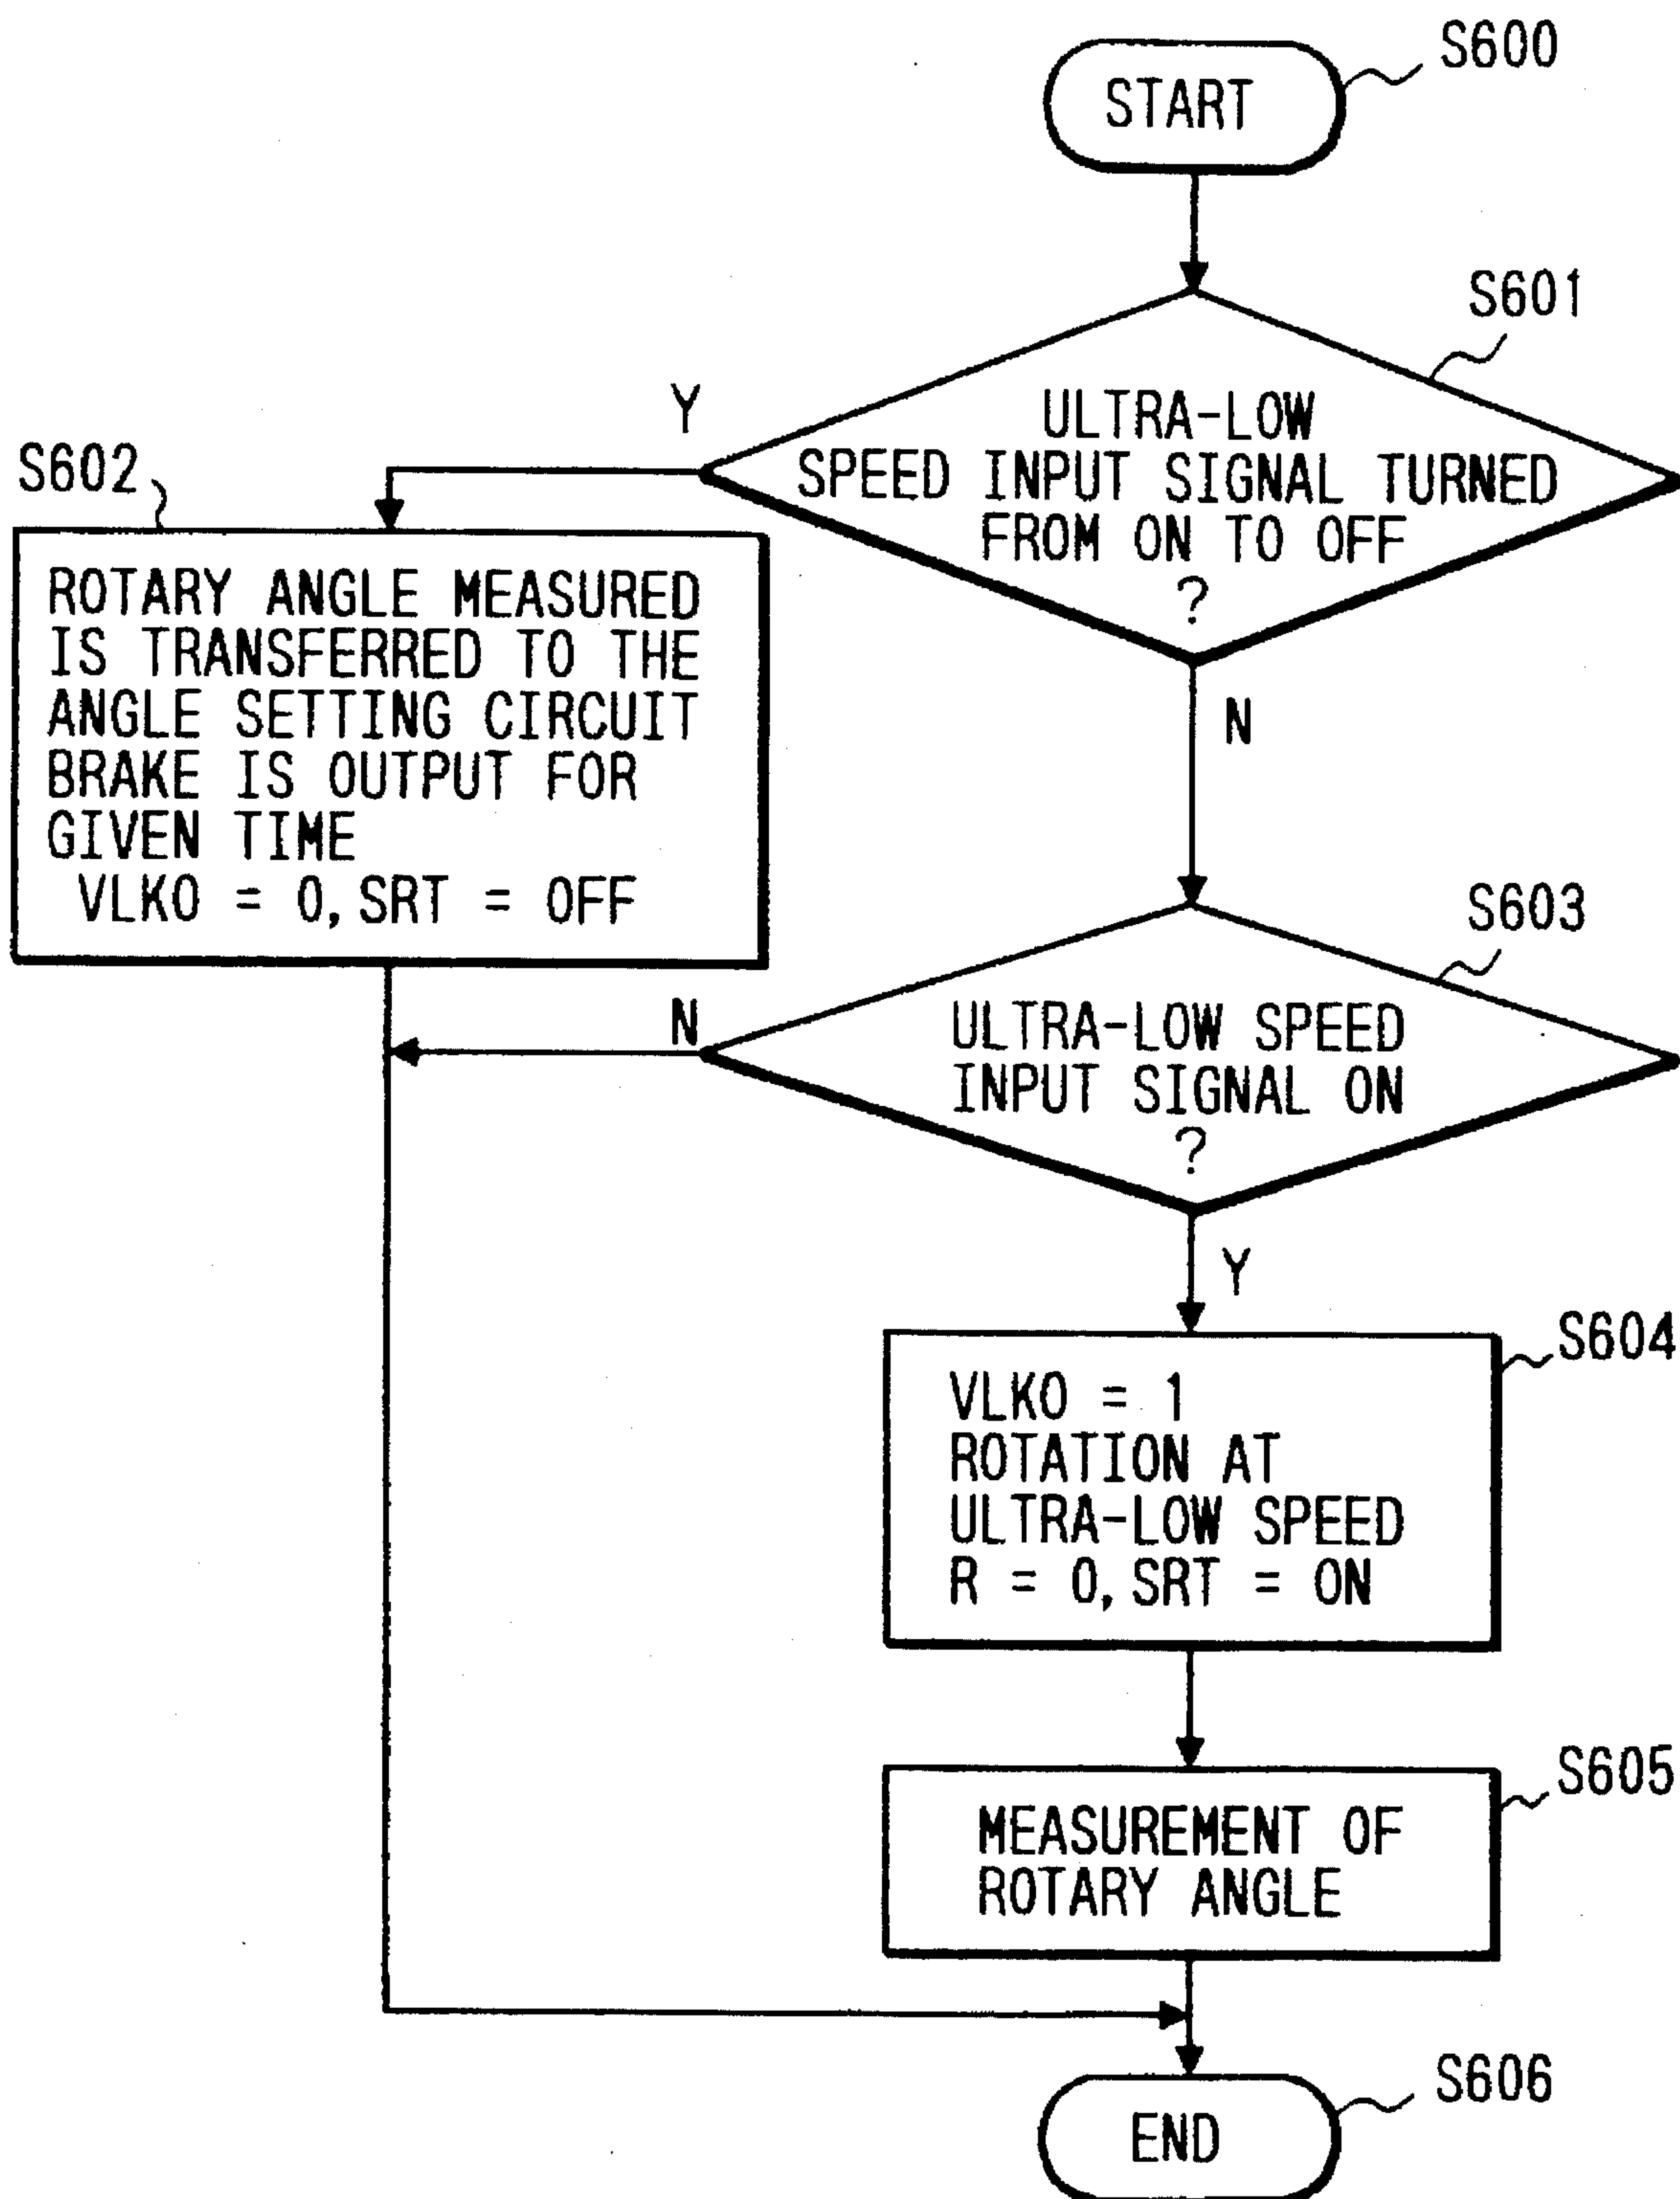 S600
START
S601
ULTRA-LOW
SPEED INPUT SIGNAL TURNED
FROM ON TO OFF
?
Y
N
S602
ROTARY ANGLE MEASURED
IS TRANSFERRED TO THE
ANGLE SETTING CIRCUIT
BRAKE IS OUTPUT FOR
GIVEN TIME
VLKO = 0, SRT = OFF
S603
ULTRA-LOW SPEED
INPUT SIGNAL ON
?
N
Y
S604
VLKO = 1
ROTATION AT
ULTRA-LOW SPEED
R = 0, SRT = ON
S605
MEASUREMENT OF
ROTARY ANGLE
S606
END